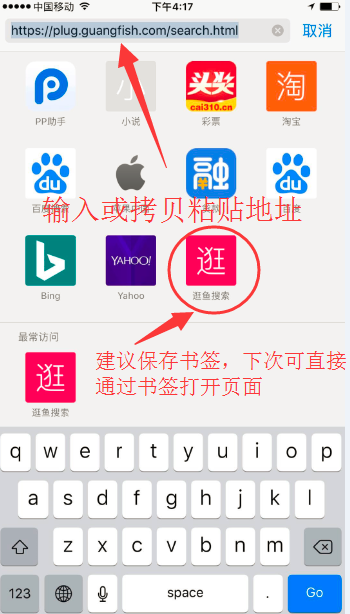 中国移动
下午4:17
https://plug.guangfish.com/search.html
取消
小
头奖
cai310.cn
淘
PP助手
小说
彩票
淘宝
du
融
du
输入或拷贝粘贴地址
YAHOO!
逛
Bing
Yahoo
逛鱼搜索
最常访问
逛
逛鱼搜索
建议保存书签，下次可直接
通过书签打开页面
q w e r t y u i o p
a s d f g h j k l
z x c v b n m
123
space
.
Go